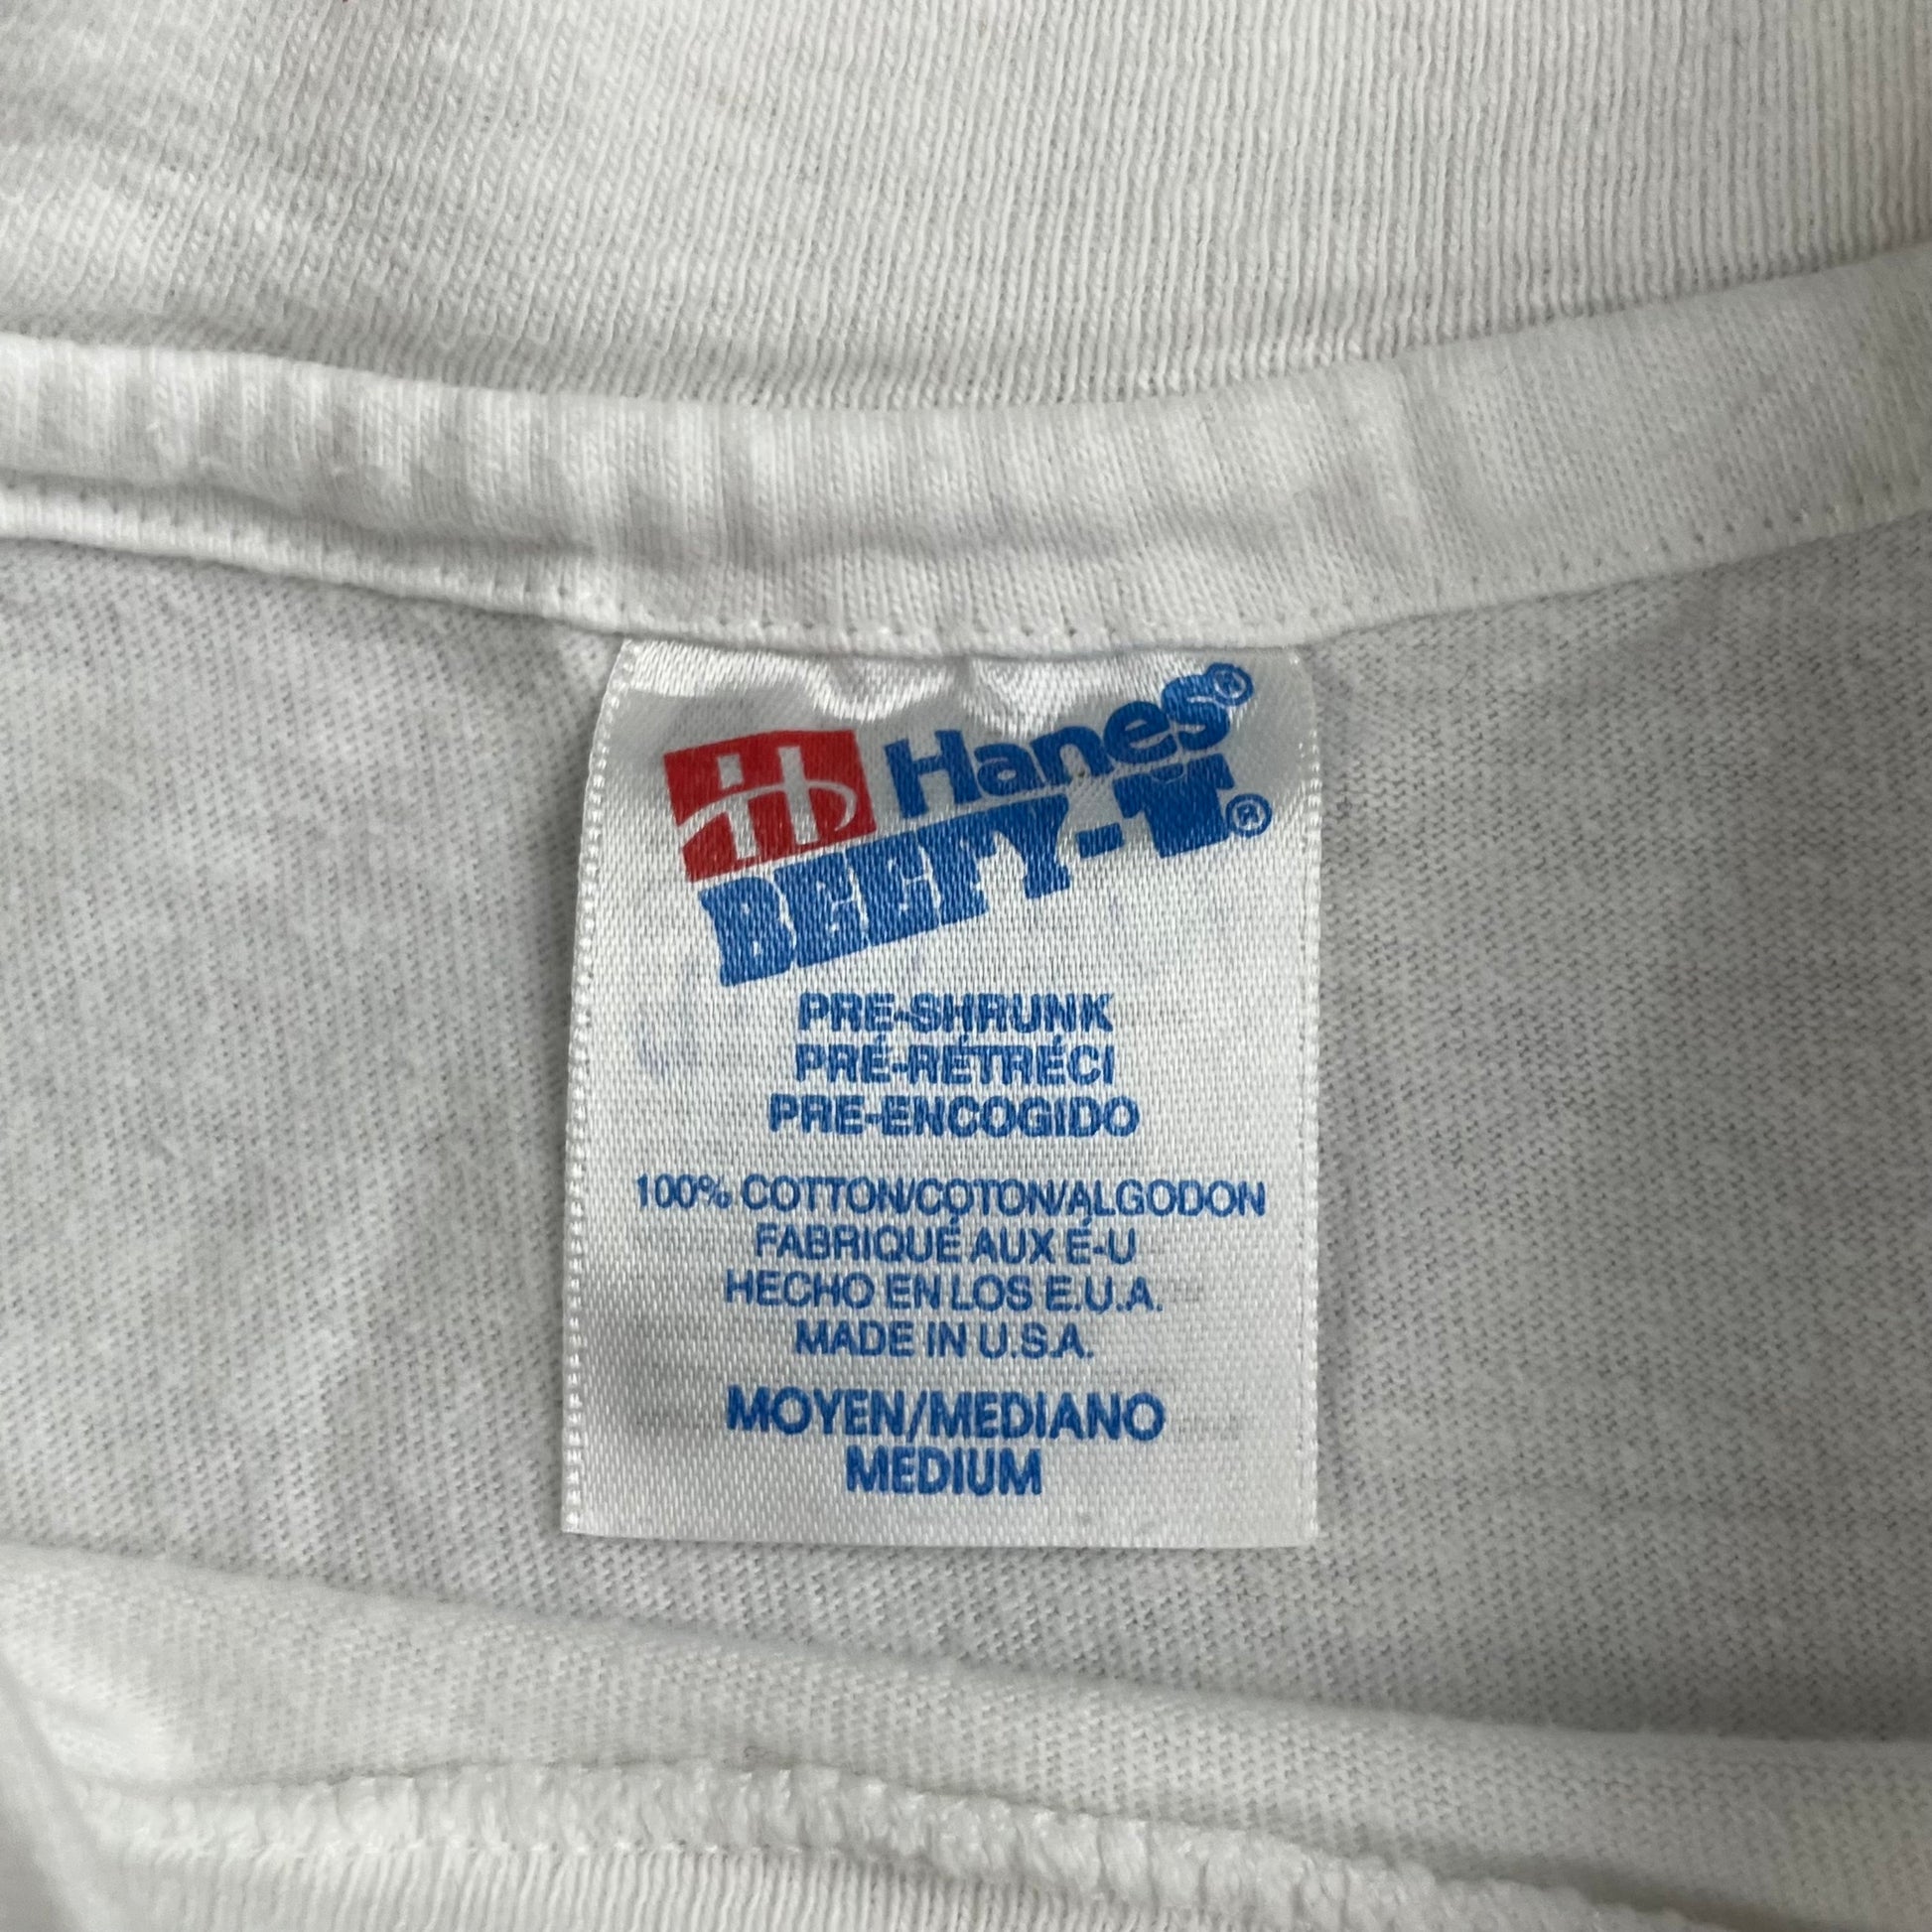 Hanes®
BEEFY-T®
PRE-SHRUNK
PRÉ-RÉTRÉCI
PRE-ENCOGIDO
100% COTTON/COTON/ALGODON
FABRIQUÉ AUX É-U
HECHO EN LOS E.U.A.
MADE IN U.S.A.
MOYEN/MEDIANO
MEDIUM